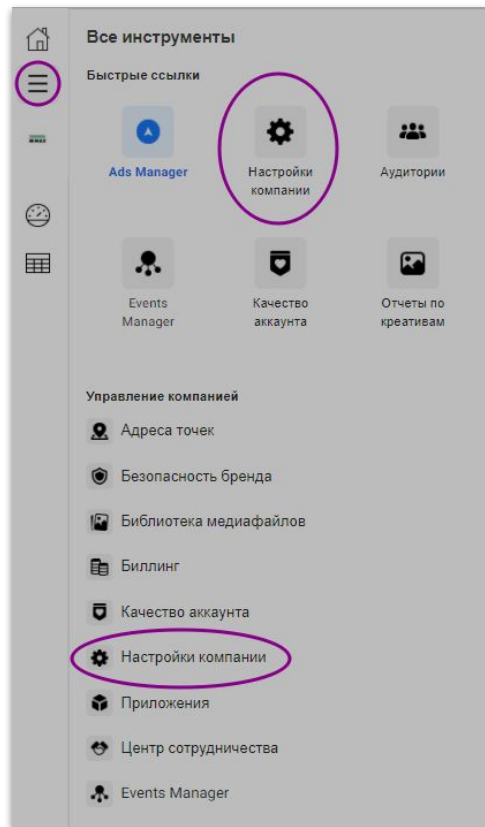 Все инструменты
Быстрые ссылки
Ads Manager
Настройки
компании
Аудитории
Events
Manager
Качество
аккаунта
Отчеты по
креативам
Управление компанией
Адреса точек
Безопасность бренда
Библиотека медиафайлов
Биллинг
Качество аккаунта
Настройки компании
Приложения
Центр сотрудничества
Events Manager